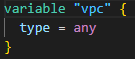 variable "vpc" {
  type = any
}